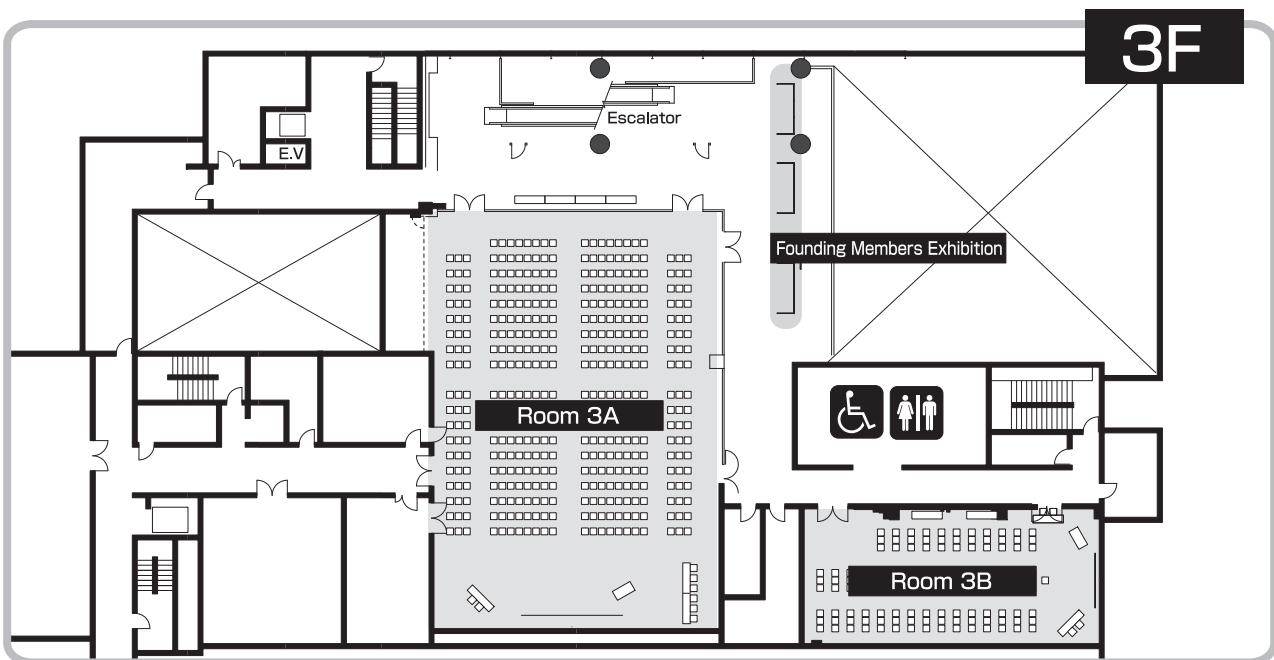 3F
Escalator
E.V
Founding Members Exhibition
Room 3A
Room 3B